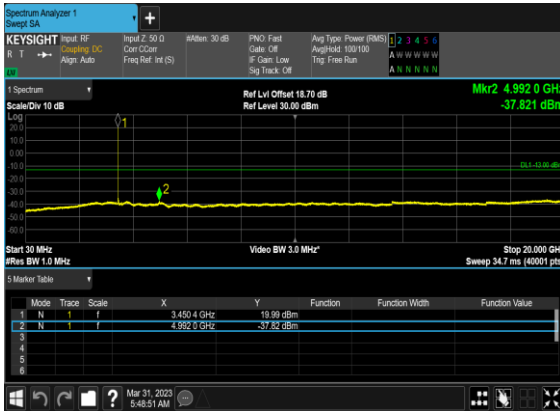 Spectrum Analyzer 1
Swept SA
+
KEYSIGHT
R T
Input: RF
Coupling: DC
Align: Auto
Input Z: 50 Ω
Corr CCorr
Freq Ref: Int (S)
#Atten: 30 dB
PNO: Fast
Gate: Off
IF Gain: Low
Sig Track: Off
Avg Type: Power (RMS)
Avg|Hold: 100/100
Trig: Free Run
1 2 3 4 5 6
A W W W W W
A N N N N N
1 Spectrum
Scale/Div 10 dB
Ref Lvl Offset 18.70 dB
Ref Level 30.00 dBm
Mkr2 4.992 0 GHz
-37.821 dBm
Log
20.0
10.0
0.00
-10.0
-20.0
-30.0
-40.0
-50.0
-60.0
1
2
DL1 -13.00 dBm
Start 30 MHz
#Res BW 1.0 MHz
Video BW 3.0 MHz*
Stop 20.000 GHz
Sweep 34.7 ms (40001 pts)
5 Marker Table
Mode Trace Scale X Y Function Function Width Function Value
1 N 1 f 3.450 4 GHz 19.99 dBm
2 N 1 f 4.992 0 GHz -37.82 dBm
3
4
5
6
?
Mar 31, 2023
5:48:51 AM